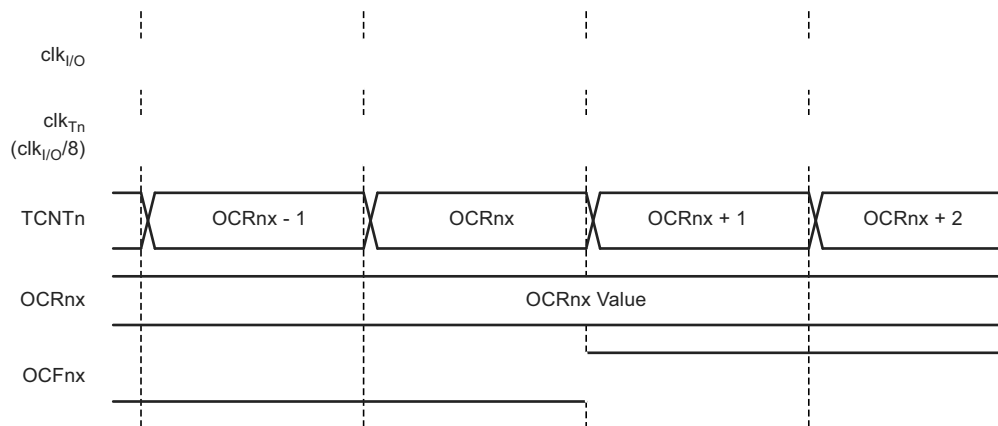 clkI/O
clkTn
(clkI/O/8)
TCNTn OCRnx - 1 OCRnx OCRnx + 1 OCRnx + 2
OCRnx OCRnx Value
OCFnx